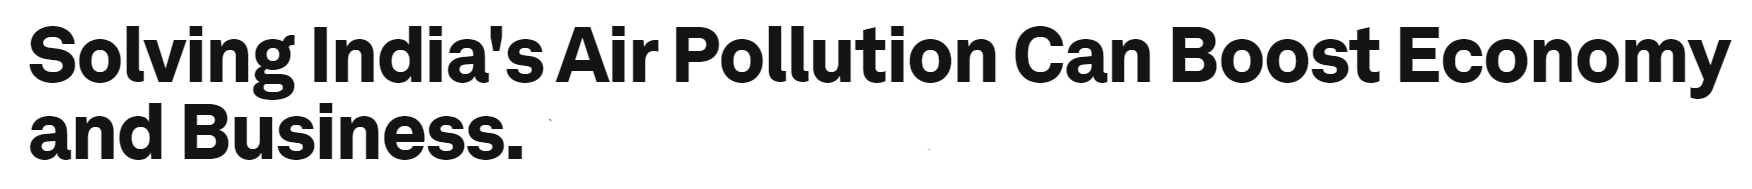 Solving India's Air Pollution Can Boost Economy
and Business.